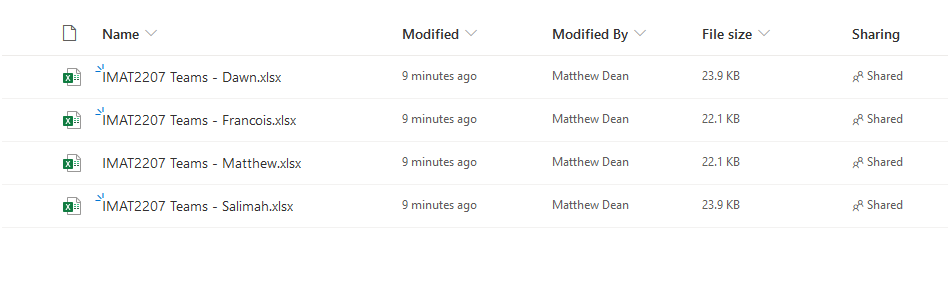 Name Modified Modified By File size Sharing
IMAT2207 Teams - Dawn.xlsx 9 minutes ago Matthew Dean 23.9 KB Shared
IMAT2207 Teams - Francois.xlsx 9 minutes ago Matthew Dean 22.1 KB Shared
IMAT2207 Teams - Matthew.xlsx 9 minutes ago Matthew Dean 22.1 KB Shared
IMAT2207 Teams - Salimah.xlsx 9 minutes ago Matthew Dean 23.9 KB Shared